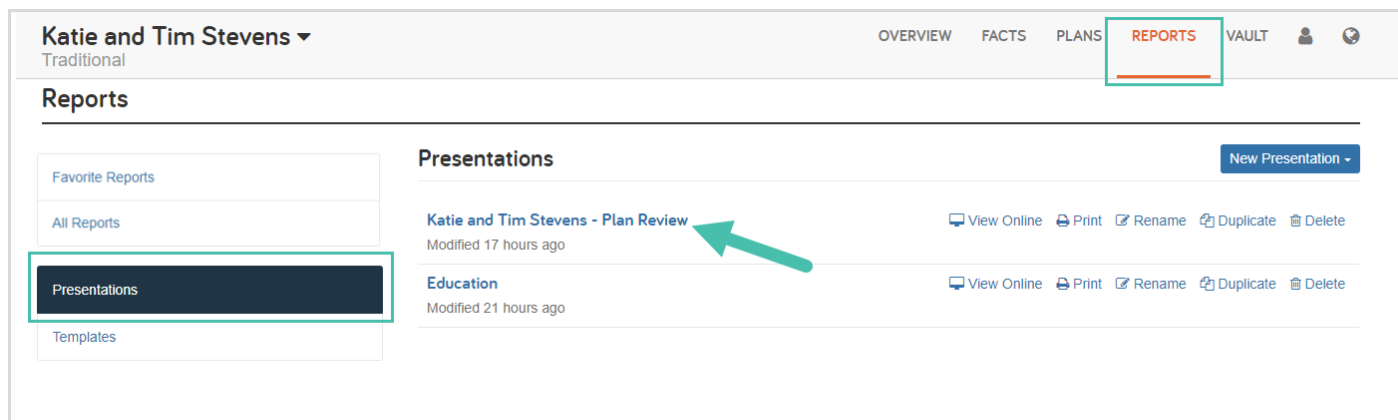 Katie and Tim Stevens
Traditional
OVERVIEW FACTS PLANS REPORTS VAULT
Reports
Favorite Reports
All Reports
Presentations
Templates
Presentations
New Presentation
Katie and Tim Stevens - Plan Review
View Online Print Rename Duplicate Delete
Modified 17 hours ago
Education
View Online Print Rename Duplicate Delete
Modified 21 hours ago